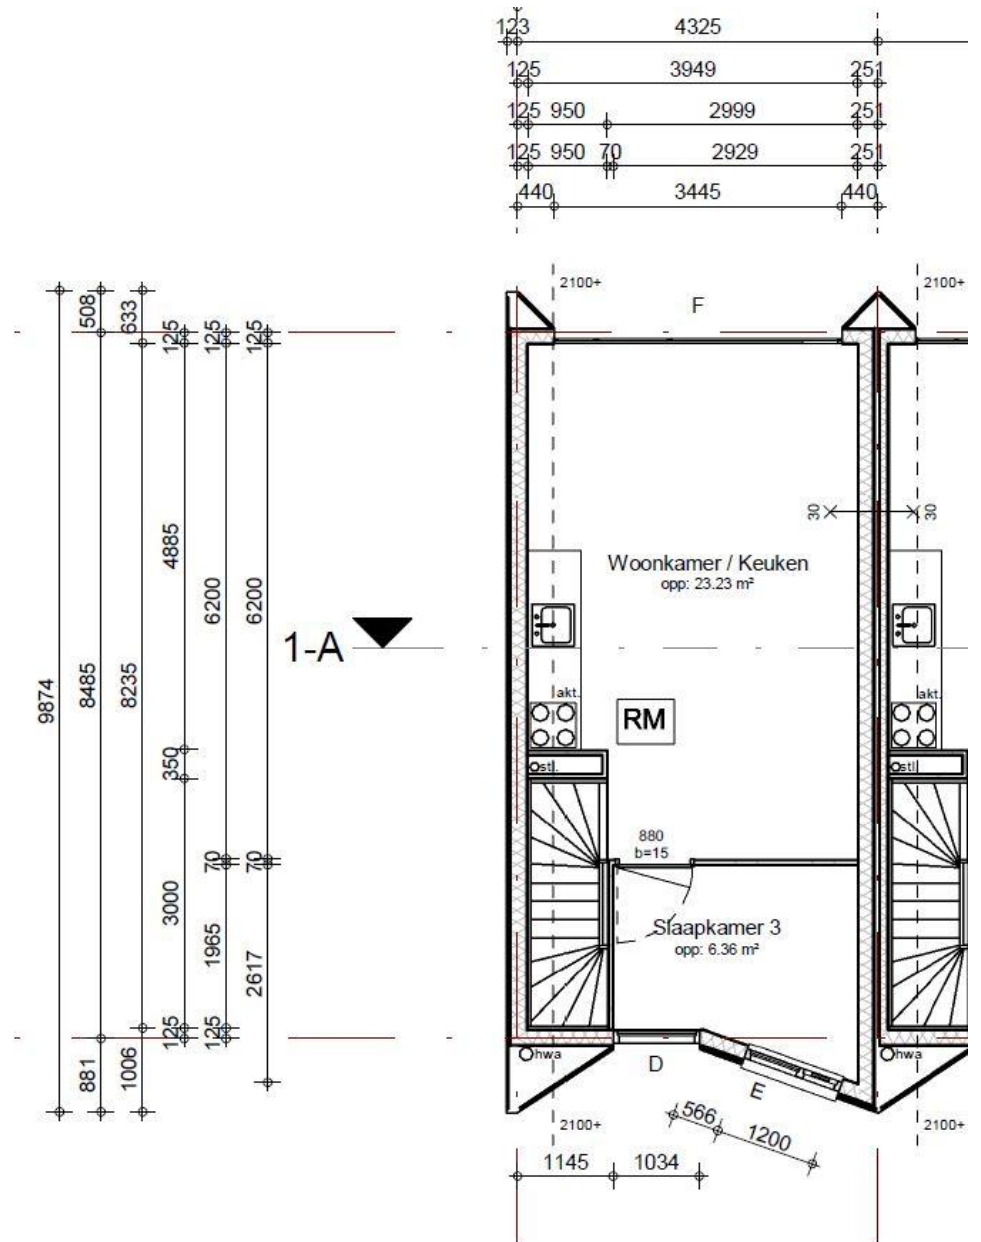 123 4325
125 3949 251
125 950 2999 251
125 950 70 2929 251
440 3445 440
2100+ 2100+
F
508 633 125 125 125
30 30
4885
Woonkamer / Keuken
opp: 23.23 m²
6200 6200
1-A
9874 8485 8235
akt. akt.
RM
350
stl. stl
880
b=15
70 70
3000 1965 2617
Slaapkamer 3
opp: 6.36 m²
125 125
hwa hwa
881 1006
D
E
566 1200
2100+ 2100+
1145 1034